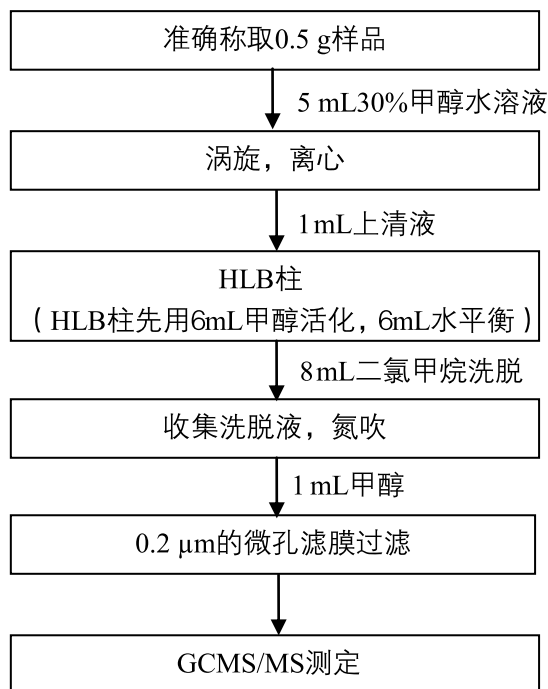 准确称取0.5 g样品
5 mL30%甲醇水溶液
涡旋，离心
1mL上清液
HLB柱
（HLB柱先用6mL甲醇活化，6mL水平衡）
8mL二氯甲烷洗脱
收集洗脱液，氮吹
1mL甲醇
0.2 μm的微孔滤膜过滤
GCMS/MS测定